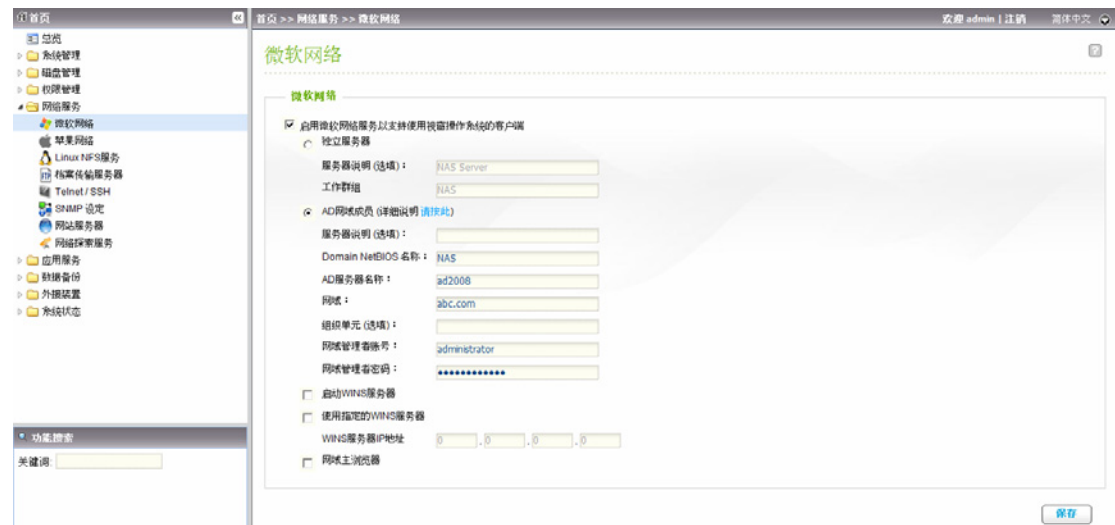 首页
首页 >> 网络服务 >> 微软网络
欢迎 admin | 注销
简体中文
总览
系统管理
磁盘管理
权限管理
网络服务
微软网络
苹果网络
Linux NFS服务
档案传输服务器
Telnet / SSH
SNMP 设定
网站服务器
网络探索服务
应用服务
数据备份
外接装置
系统状态
功能搜索
关键词:
微软网络
微软网络
启用微软网络服务以支持使用视窗操作系统的客户端
独立服务器
服务器说明 (选填)： NAS Server
工作群组 NAS
AD网域成员 (详细说明 请按此)
服务器说明 (选填)：
Domain NetBIOS 名称： NAS
AD服务器名称： ad2008
网域： abc.com
组织单元 (选填)：
网域管理者账号： administrator
网域管理者密码： ••••••••••••
启动WINS服务器
使用指定的WINS服务器
WINS服务器IP地址 0 . 0 . 0 . 0
网域主浏览器
保存